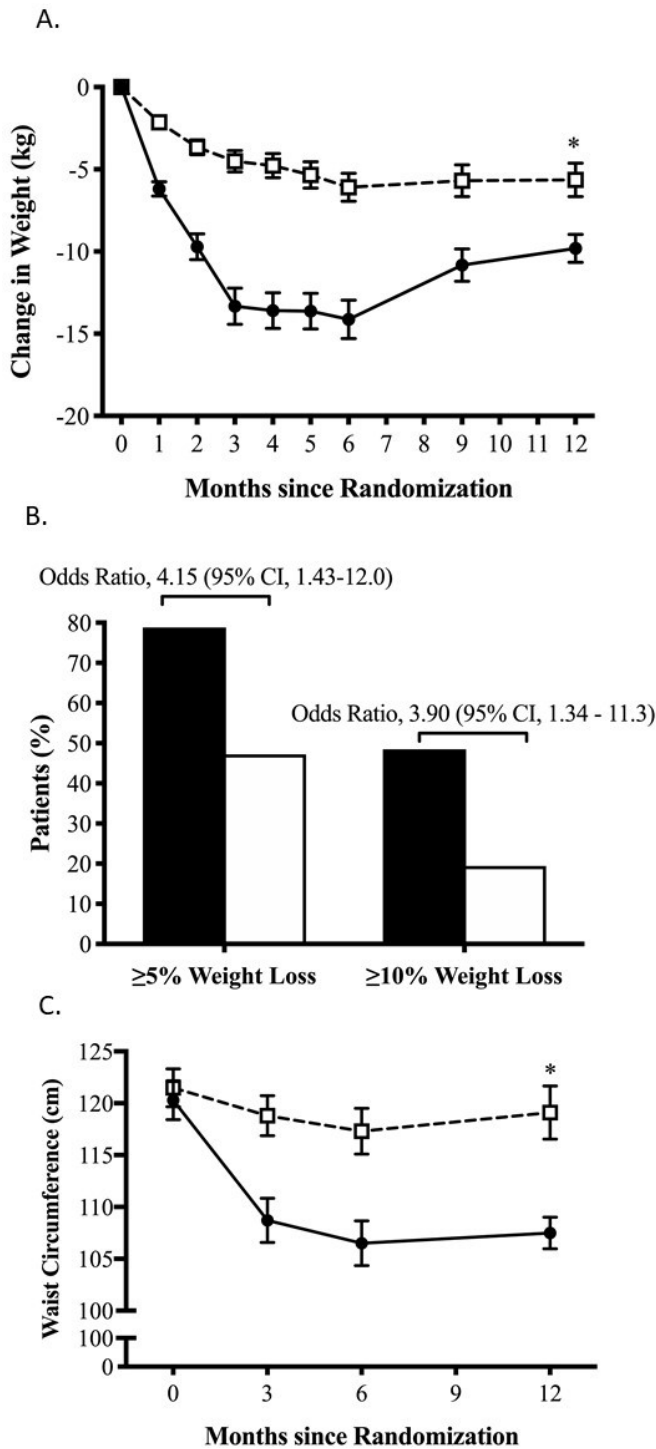 A.
Change in Weight (kg)
0
-5
-10
-15
-20
*
0 1 2 3 4 5 6 7 8 9 10 11 12
Months since Randomization
B.
Odds Ratio, 4.15 (95% CI, 1.43-12.0)
Odds Ratio, 3.90 (95% CI, 1.34 - 11.3)
Patients (%)
80
70
60
50
40
30
20
10
0
≥5% Weight Loss ≥10% Weight Loss
C.
Waist Circumference (cm)
125
120
115
110
105
100
100
0
*
0 3 6 9 12
Months since Randomization